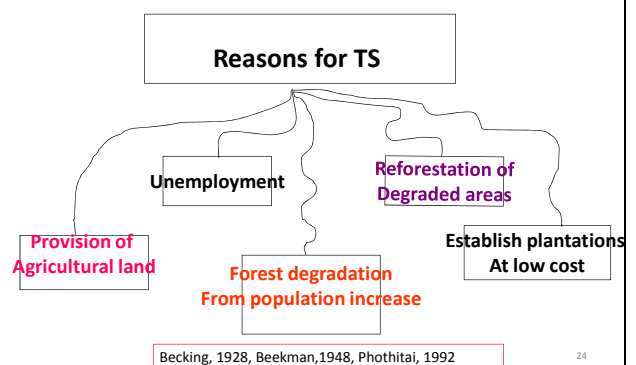 Reasons for TS
Unemployment
Reforestation of
Degraded areas
Provision of
Agricultural land
Forest degradation
From population increase
Establish plantations
At low cost
Becking, 1928, Beekman,1948, Phothitai, 1992
24